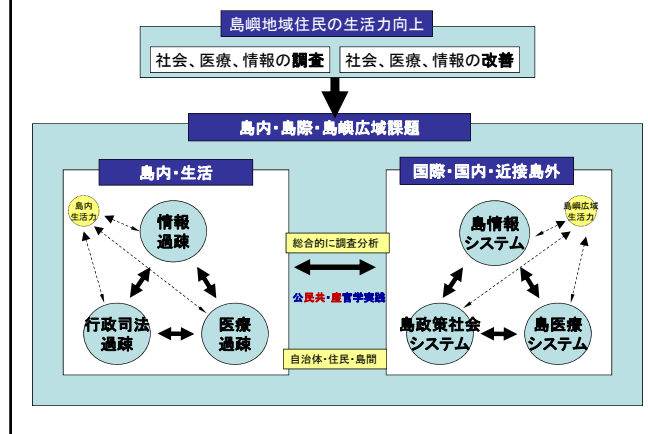 島嶼地域住民の生活力向上
社会、医療、情報の調査
社会、医療、情報の改善
島内・島際・島嶼広域課題
島内・生活
国際・国内・近接島外
島内
生活力
情報
過疎
行政司法
過疎
医療
過疎
総合的に調査分析
公民共・産官学実践
自治体・住民・島間
島嶼広域
生活力
島情報
システム
島政策社会
システム
島医療
システム